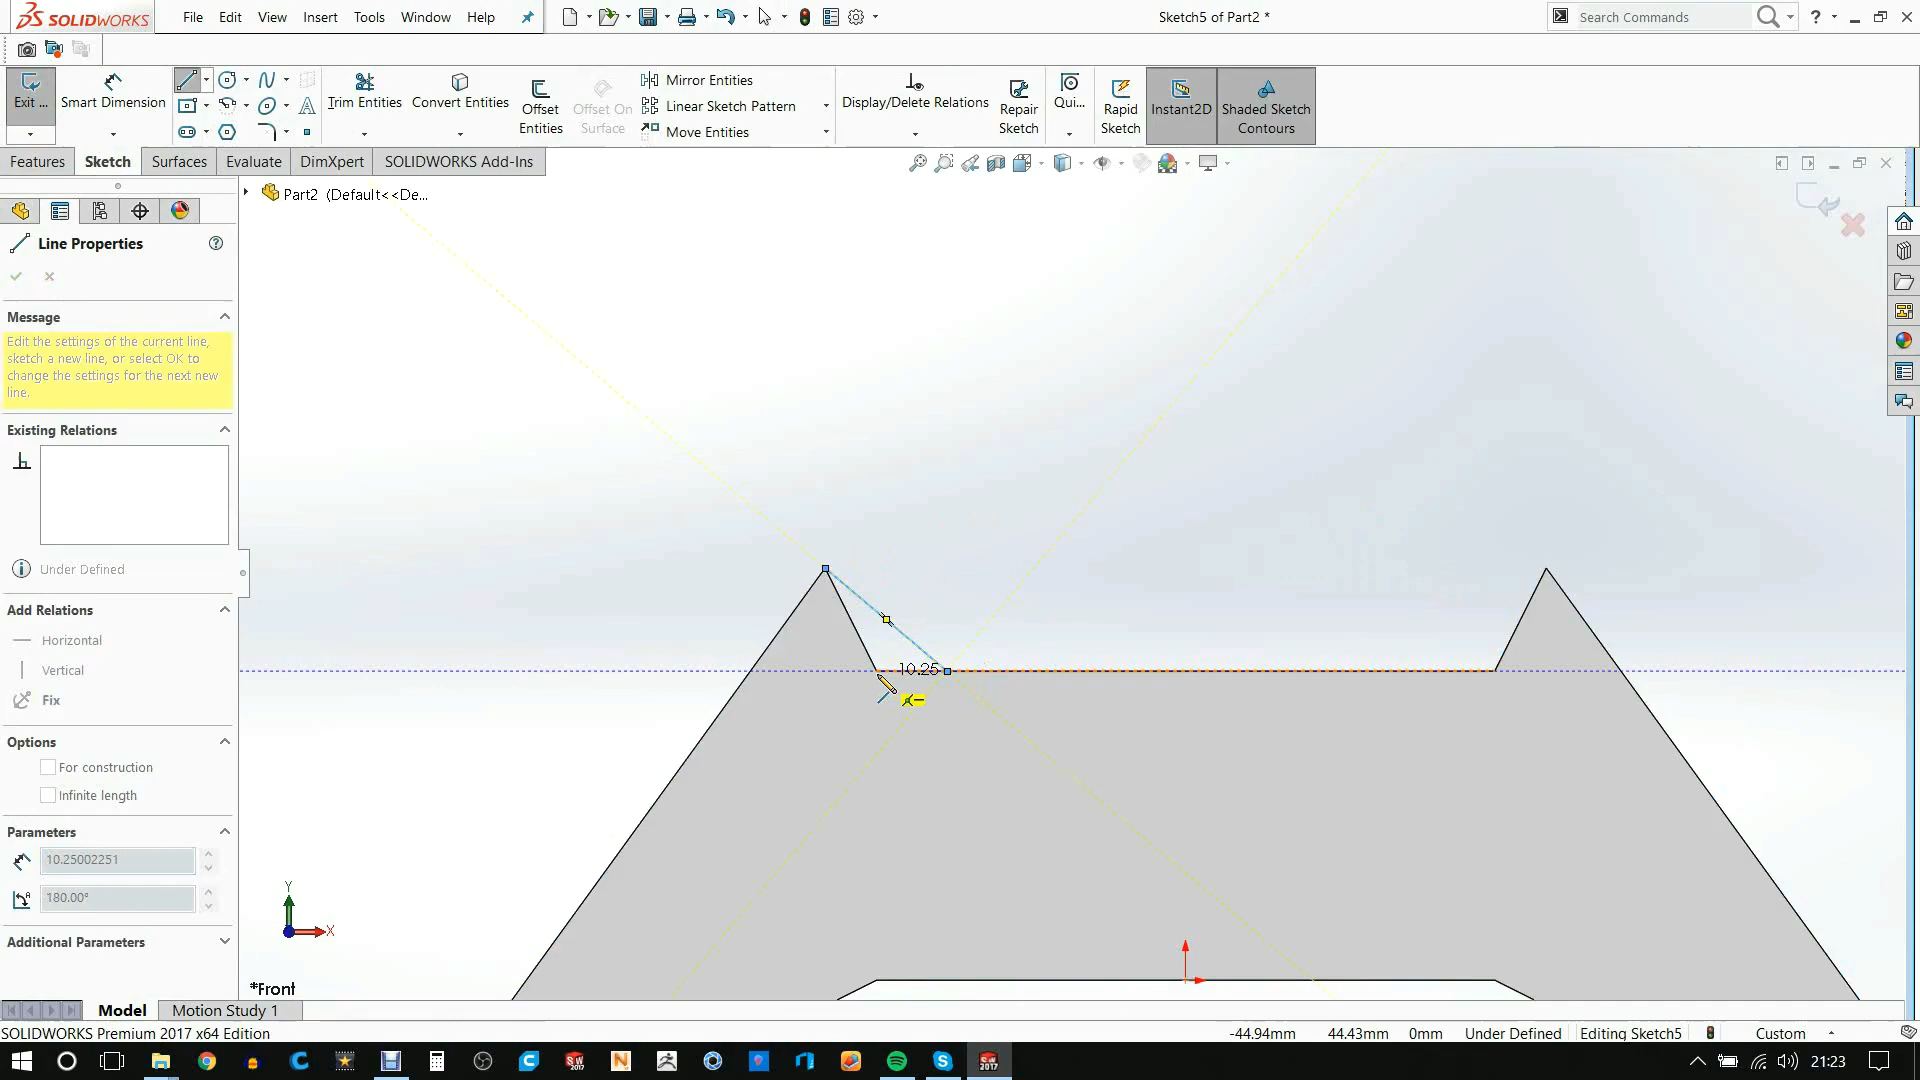 SOLIDWORKS
File Edit View Insert Tools Window Help
Sketch5 of Part2 *
Search Commands
Exit ...
Smart Dimension
Trim Entities
Convert Entities
Offset
Entities
Offset On
Surface
Mirror Entities
Linear Sketch Pattern
Move Entities
Display/Delete Relations
Repair
Sketch
Qui...
Rapid
Sketch
Instant2D
Shaded Sketch
Contours
Features Sketch Surfaces Evaluate DimXpert SOLIDWORKS Add-Ins
Part2 (Default<<De...
Line Properties
Message
Edit the settings of the current line,
sketch a new line, or select OK to
change the settings for the next new
line.
Existing Relations
Under Defined
Add Relations
Horizontal
Vertical
Fix
Options
For construction
Infinite length
Parameters
10.25002251
180.00°
Additional Parameters
10.25
Y
X
*Front
Model Motion Study 1
SOLIDWORKS Premium 2017 x64 Edition
-44.94mm 44.43mm 0mm Under Defined Editing Sketch5 Custom
21:23